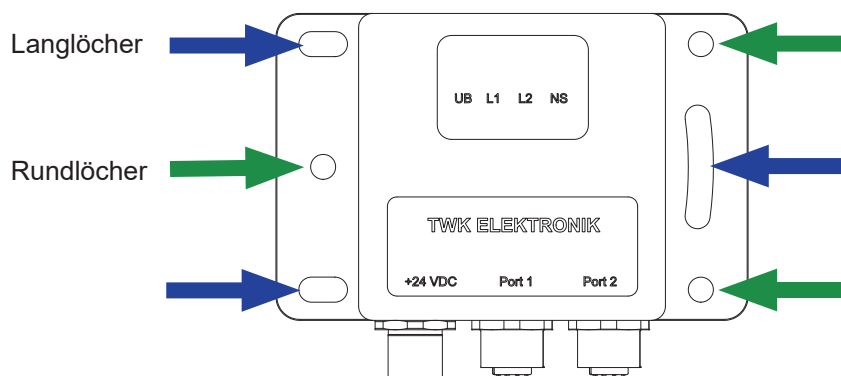 Langlöcher
UB L1 L2 NS
Rundlöcher
TWK ELEKTRONIK
+24 VDC Port 1 Port 2